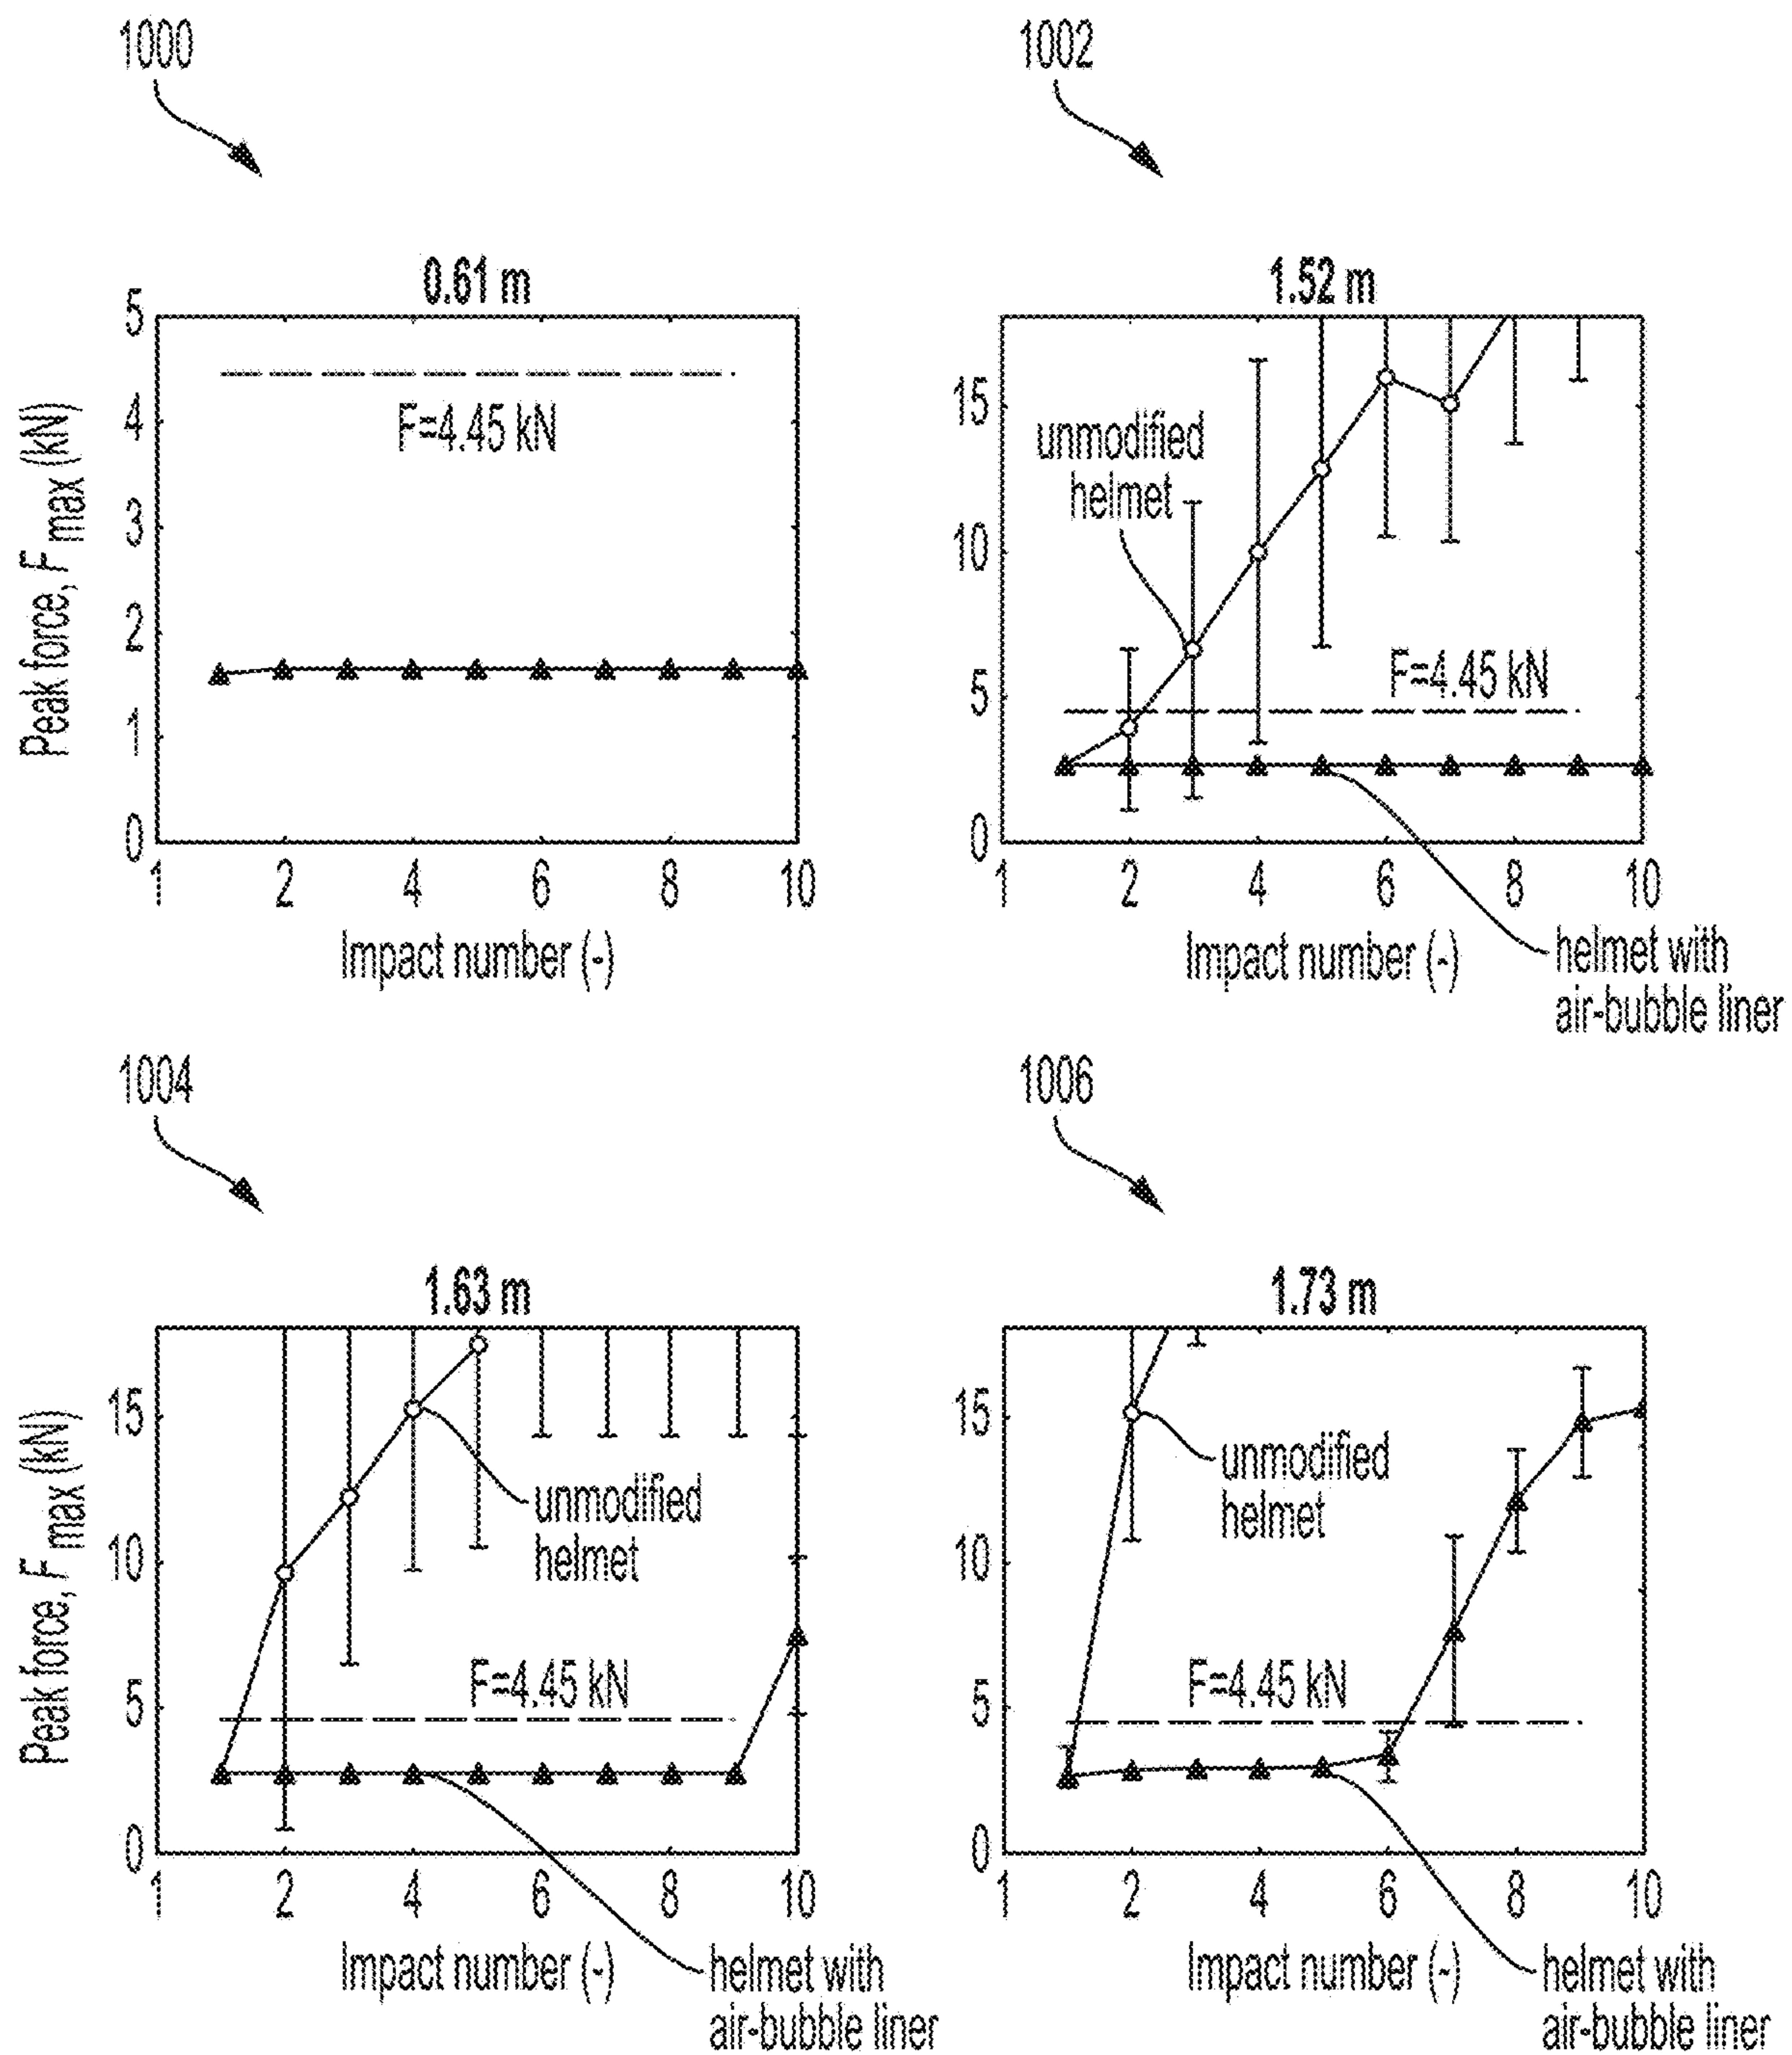 1000
1002
0.61 m
5
4
3
2
1
0
F=4.45 kN
Peak force, F max (kN)
1 2 4 6 8 10
Impact number (-)
1.52 m
15
10
5
0
unmodified
helmet
F=4.45 kN
1 2 4 6 8 10
Impact number (-)
helmet with
air-bubble liner
1004
1006
1.63 m
15
10
5
0
unmodified
helmet
F=4.45 kN
Peak force, F max (kN)
1 2 4 6 8 10
Impact number (-)
helmet with
air-bubble liner
1.73 m
15
10
5
0
unmodified
helmet
F=4.45 kN
1 2 4 6 8 10
Impact number (-)
helmet with
air-bubble liner